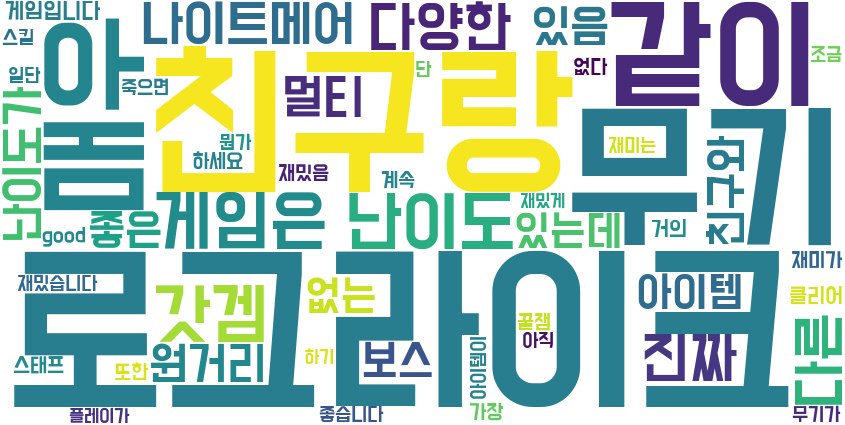 게임입니다
나이트메어
다양한
있음
같이
스킬
아
친구랑
단
없다
조금
일단
죽으면
멀티
무기
난이도가
봄
뭔가
하세요
재미는
친구와
재밌음
계속
재밌게
good
좋은
게임은
난이도
있는데
거의
재미가
로그라이크
재밌습니다
갓겜
없는
아이템
클리어
꿀잼
아직
원거리
하기
보스
아이템이
진짜
다른
스태프
또한
플레이가
좋습니다
가장
무기가